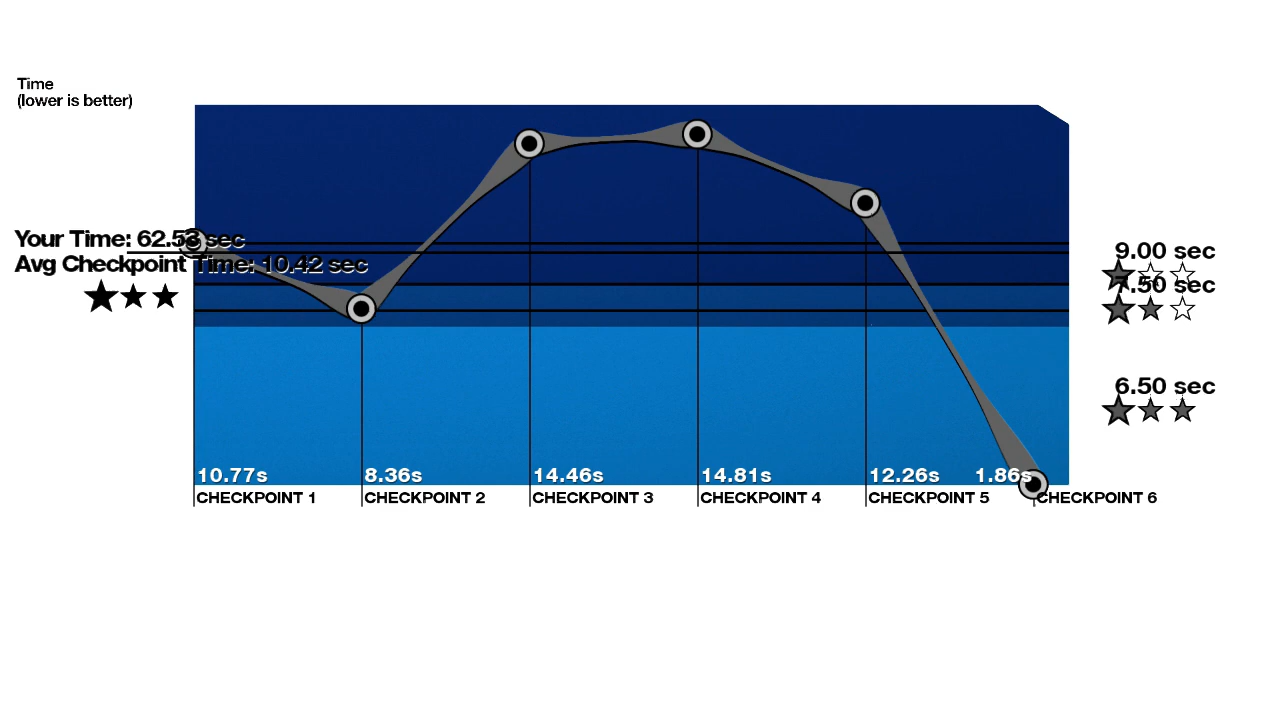 Time
(lower is better)
Your Time: 62.53 sec
Avg Checkpoint Time: 10.42 sec
9.00 sec
7.50 sec
6.50 sec
10.77s
8.36s
14.46s
14.81s
12.26s
1.86s
CHECKPOINT 1
CHECKPOINT 2
CHECKPOINT 3
CHECKPOINT 4
CHECKPOINT 5
CHECKPOINT 6